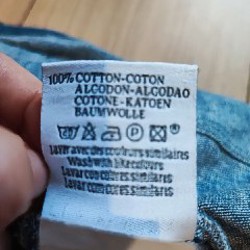 100% COTTON-COTON
ALGODON-ALGODAO
COTONE-KATOEN
BAUMWOLLE
P
Laver avec des couleurs similaires
Wash with like colours
Lavar con colores similares
Lavar com cores similares